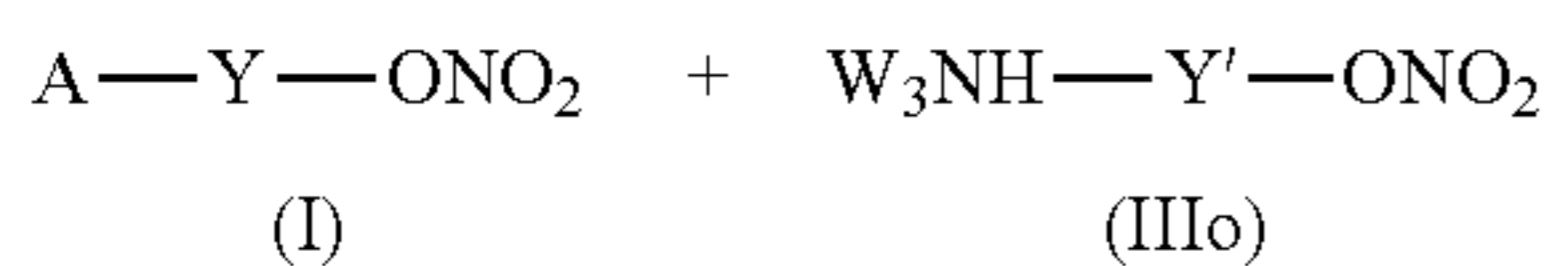 A—Y—ONO₂ + W₃NH—Y′—ONO₂
(I) (IIIo)